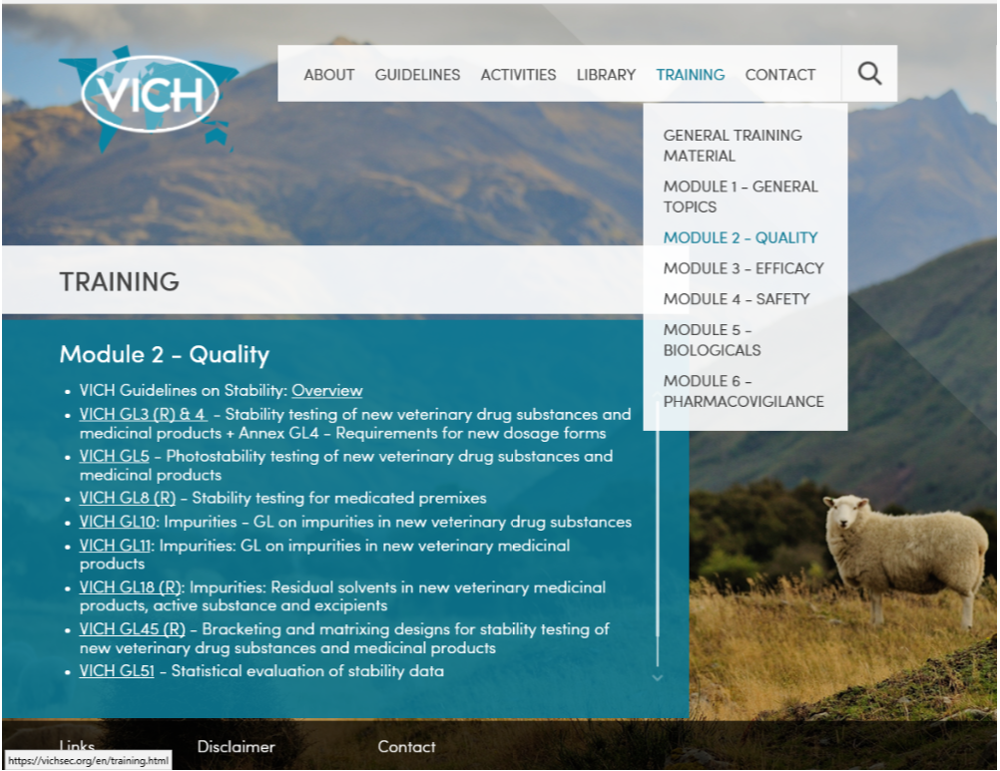 VICH
ABOUT GUIDELINES ACTIVITIES LIBRARY TRAINING CONTACT
GENERAL TRAINING
MATERIAL
MODULE 1 - GENERAL
TOPICS
MODULE 2 - QUALITY
MODULE 3 - EFFICACY
MODULE 4 - SAFETY
MODULE 5 -
BIOLOGICALS
MODULE 6 -
PHARMACOVIGILANCE
TRAINING
Module 2 - Quality
• VICH Guidelines on Stability: Overview
• VICH GL3 (R) & 4 - Stability testing of new veterinary drug substances and
medicinal products + Annex GL4 - Requirements for new dosage forms
• VICH GL5 - Photostability testing of new veterinary drug substances and
medicinal products
• VICH GL8 (R) - Stability testing for medicated premixes
• VICH GL10: Impurities - GL on impurities in new veterinary drug substances
• VICH GL11: Impurities: GL on impurities in new veterinary medicinal
products
• VICH GL18 (R): Impurities: Residual solvents in new veterinary medicinal
products, active substance and excipients
• VICH GL45 (R) - Bracketing and matrixing designs for stability testing of
new veterinary drug substances and medicinal products
• VICH GL51 - Statistical evaluation of stability data
Links Disclaimer Contact
https://vichsec.org/en/training.html